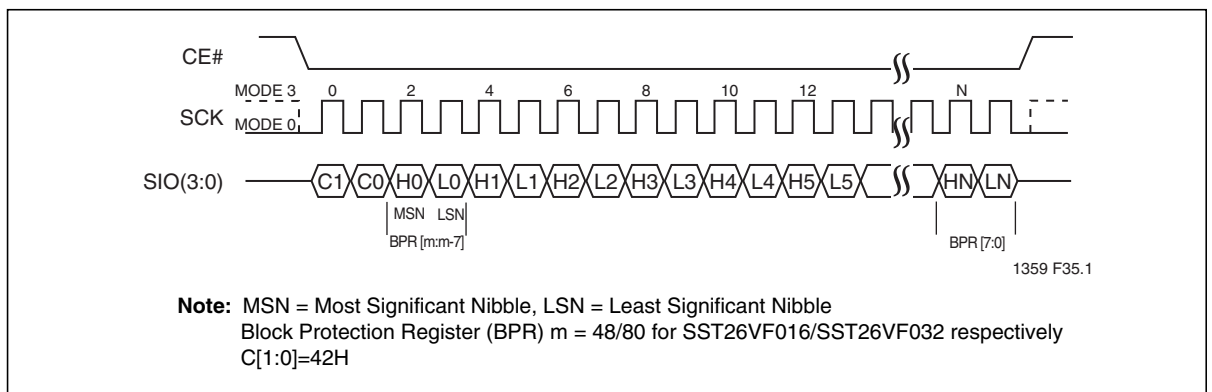 CE#
MODE 3 0 2 4 6 8 10 12 N
SCK
MODE 0
SIO(3:0) C1 C0 H0 L0 H1 L1 H2 L2 H3 L3 H4 L4 H5 L5 HN LN
MSN LSN
BPR [m:m-7] BPR [7:0]
1359 F35.1
Note: MSN = Most Significant Nibble, LSN = Least Significant Nibble
Block Protection Register (BPR) m = 48/80 for SST26VF016/SST26VF032 respectively
C[1:0]=42H